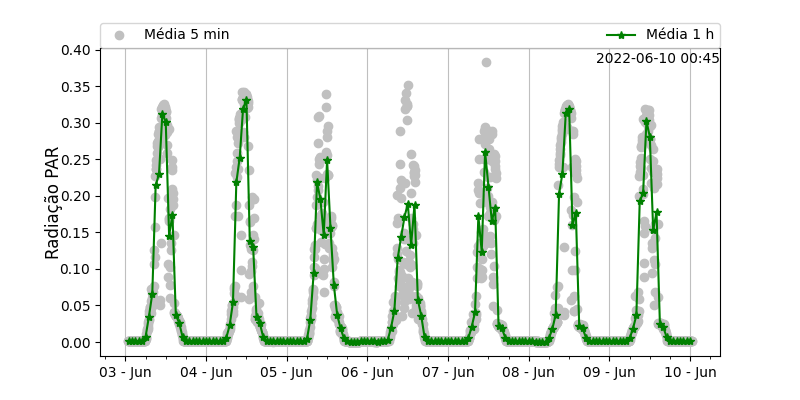 Média 5 min
Média 1 h
2022-06-10 00:45
0.40
0.35
0.30
0.25
0.20
0.15
0.10
0.05
0.00
Radiação PAR
03 - Jun
04 - Jun
05 - Jun
06 - Jun
07 - Jun
08 - Jun
09 - Jun
10 - Jun